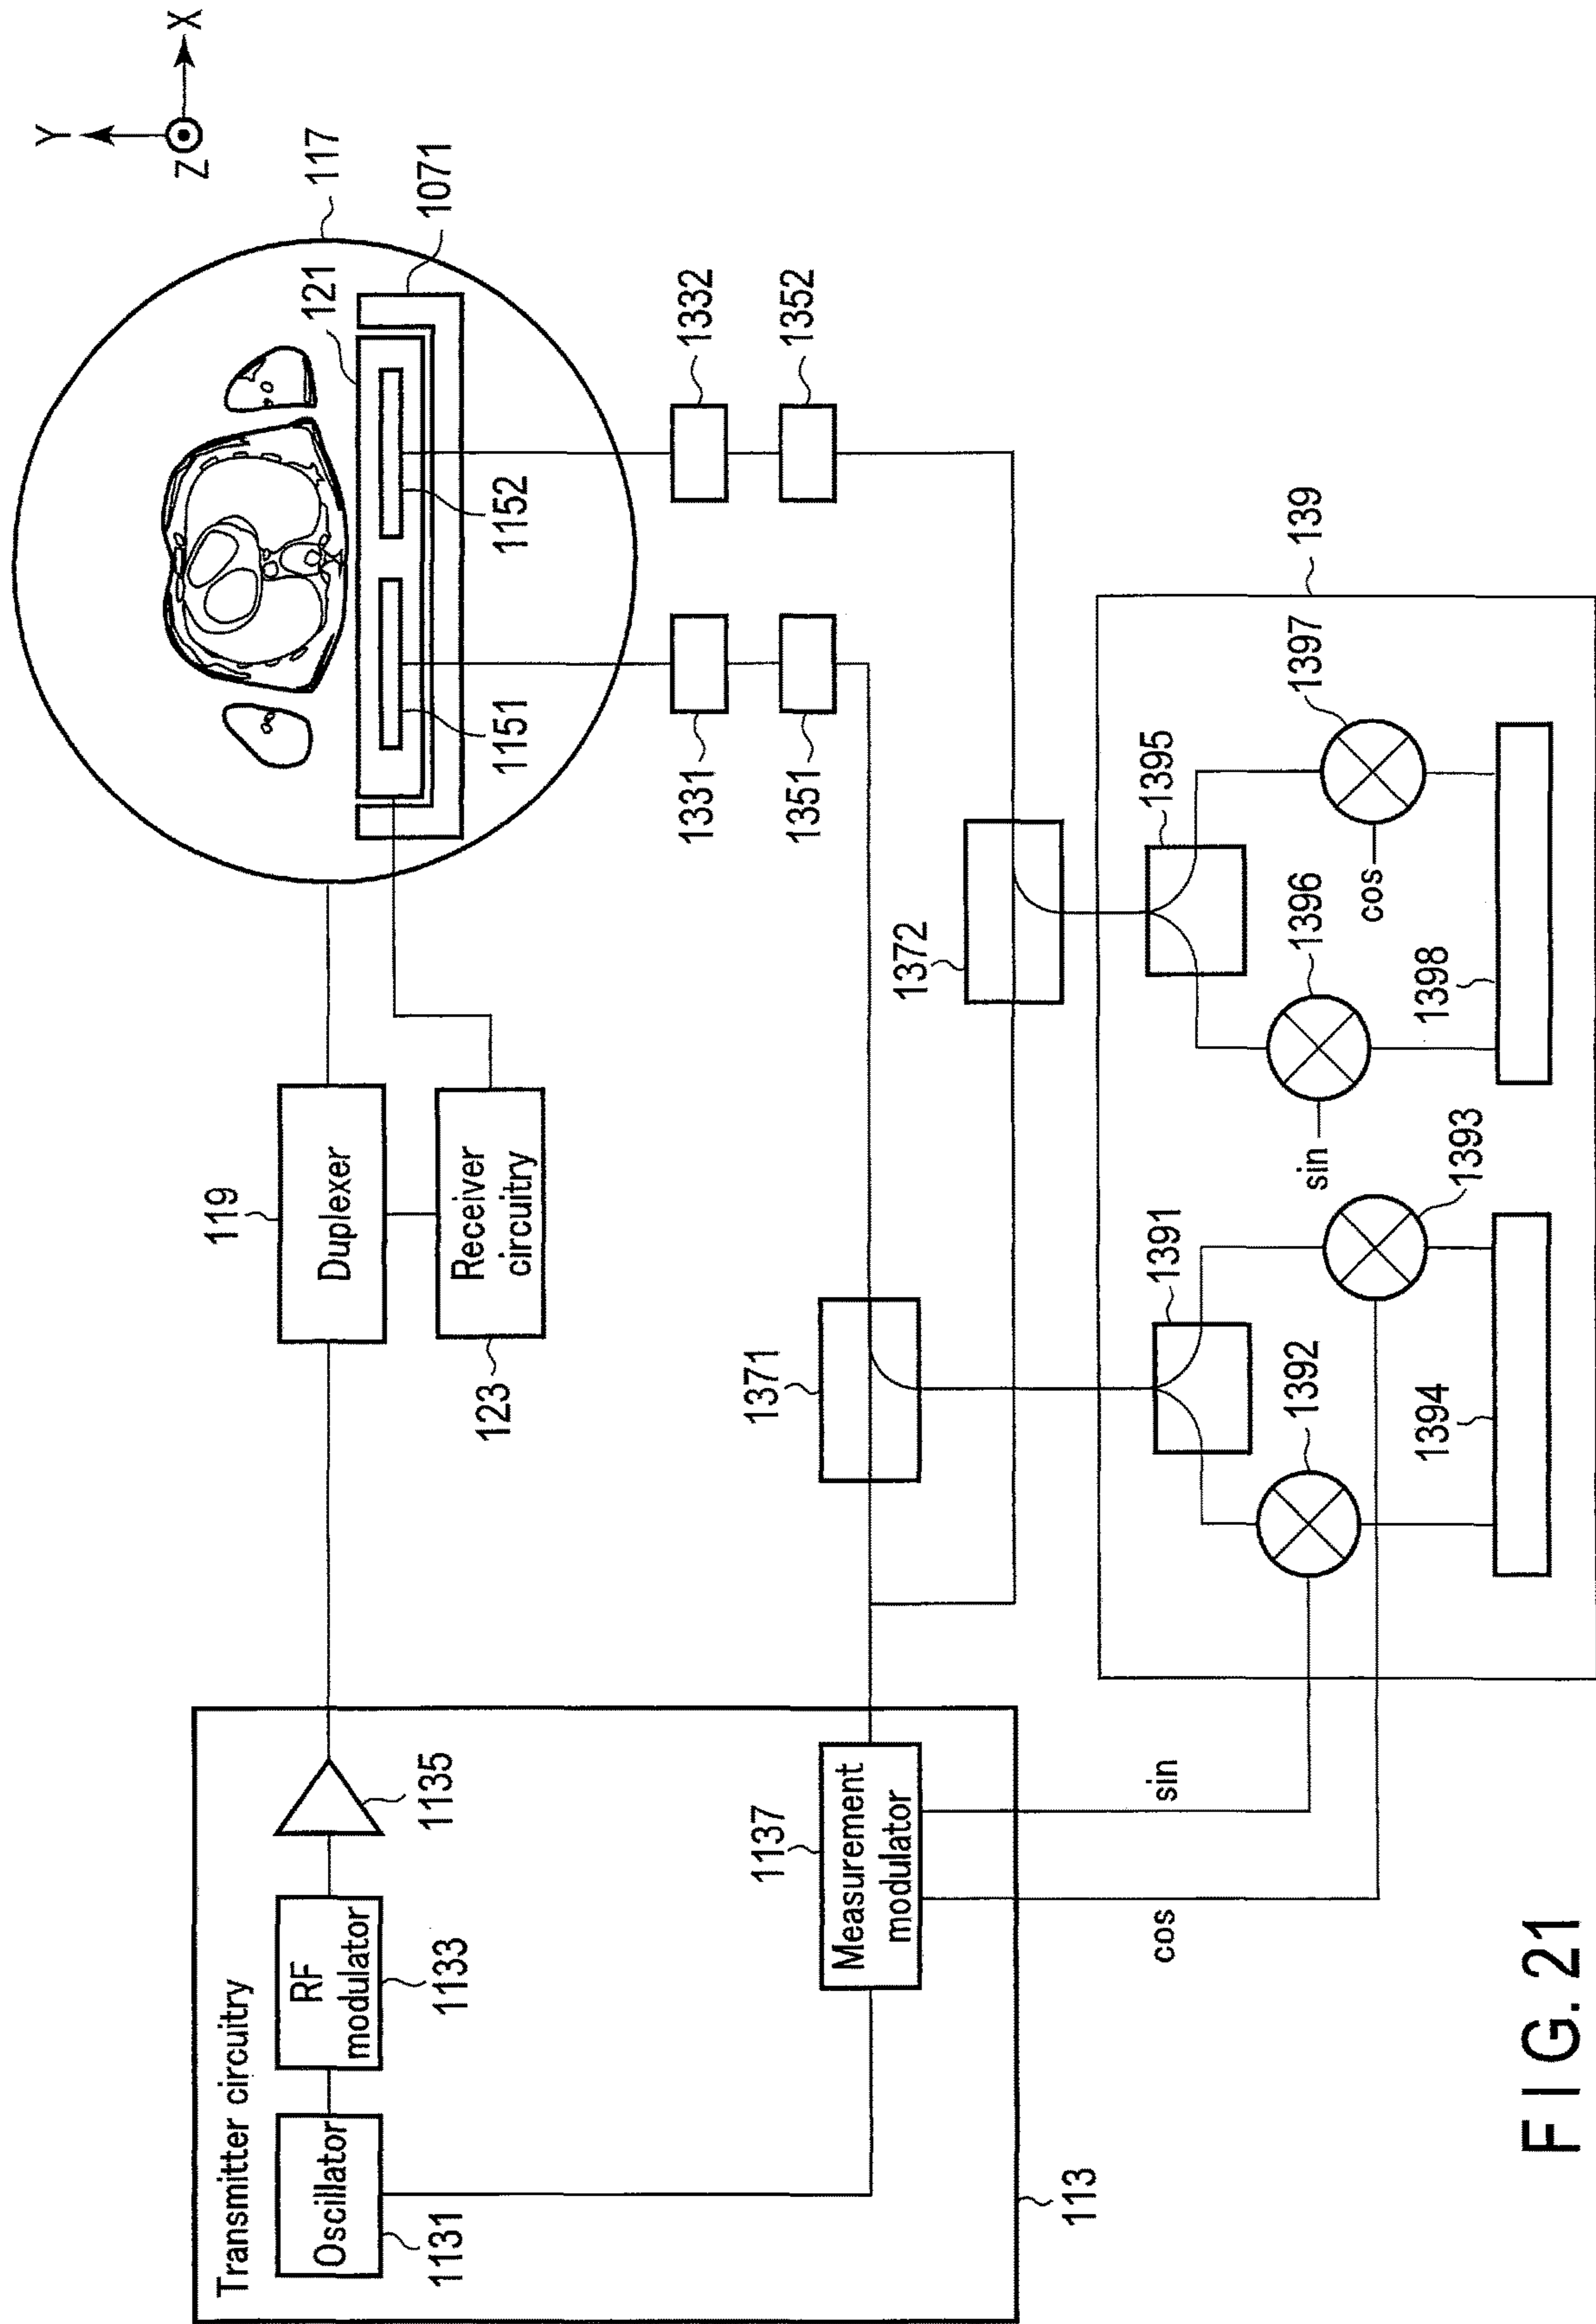 Y
X
Z
117
1071
121
1152
1151
1332
1352
1331
1351
119
Duplexer
Receiver
circuitry
123
Transmitter circuitry
Oscillator
1131
RF
modulator
1133
1135
1137
Measurement
modulator
113
sin
cos
1371
1372
139
1391
1392
1393
1394
1395
sin
1396
cos
1397
1398
FIG. 21